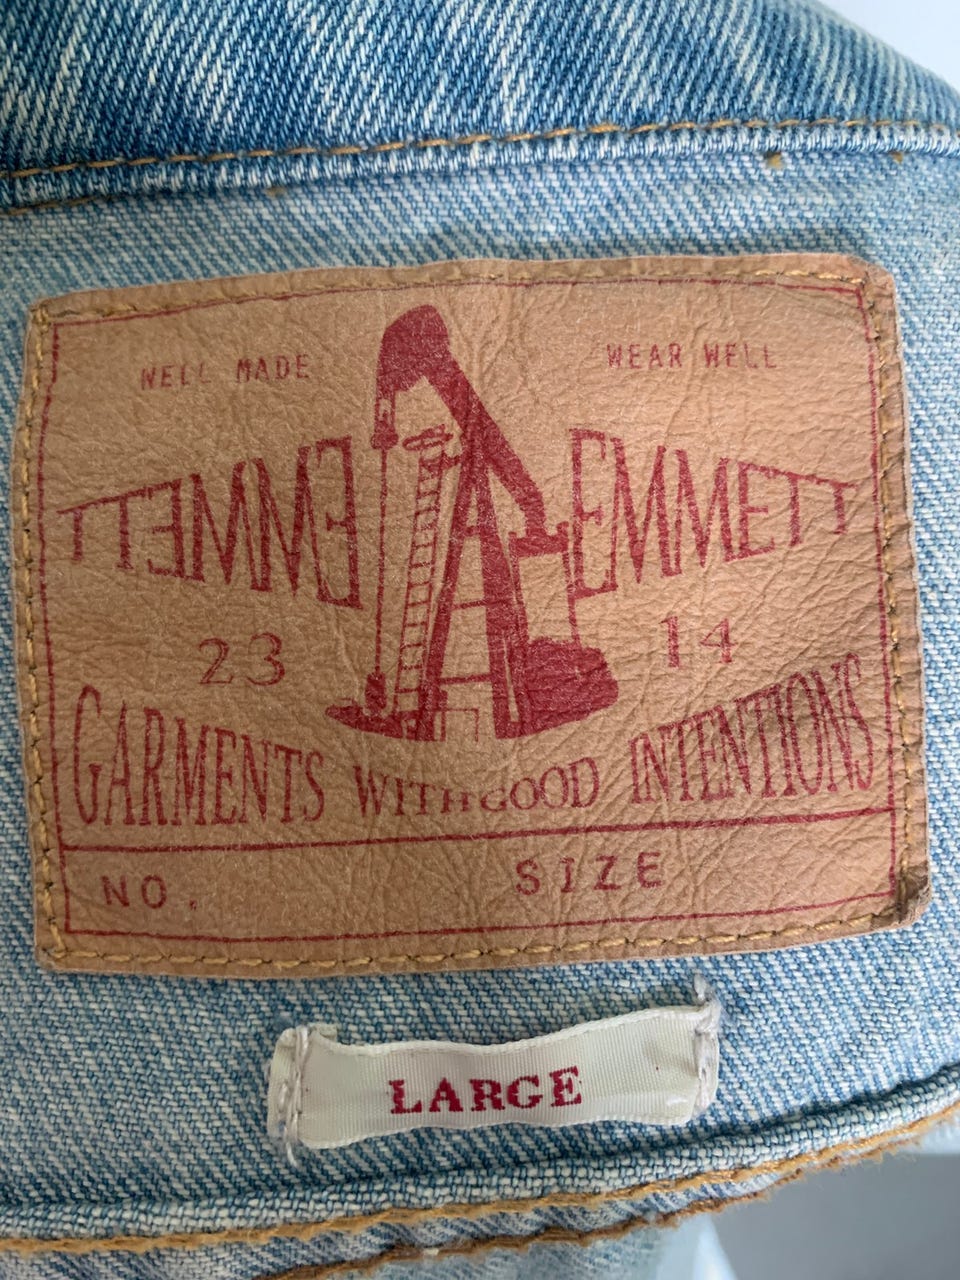 WELL MADE WEAR WELL
EMMETT EMMETT
23 14
GARMENTS WITH GOOD INTENTIONS
NO. SIZE
LARGE